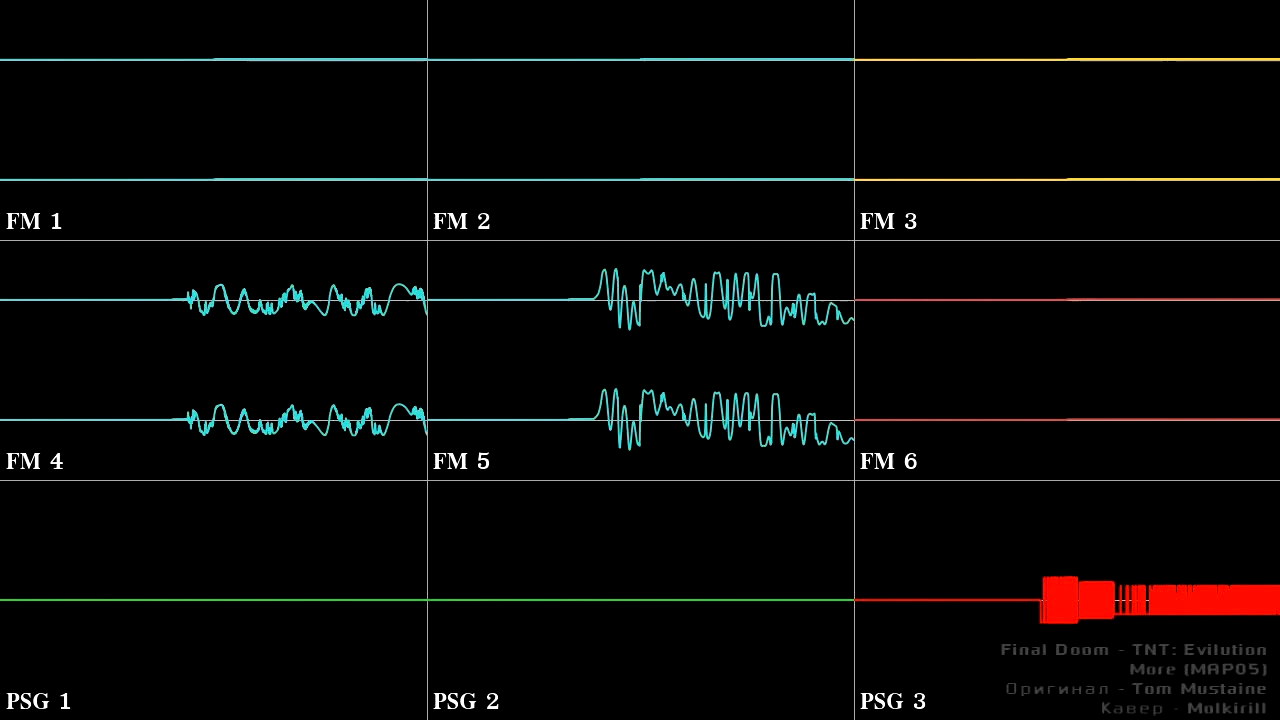 FM 1
FM 2
FM 3
FM 4
FM 5
FM 6
PSG 1
PSG 2
PSG 3
Final Doom - TNT: Evilution
More (MAP05)
Оригинал - Tom Mustaine
Кавер - Molkirill